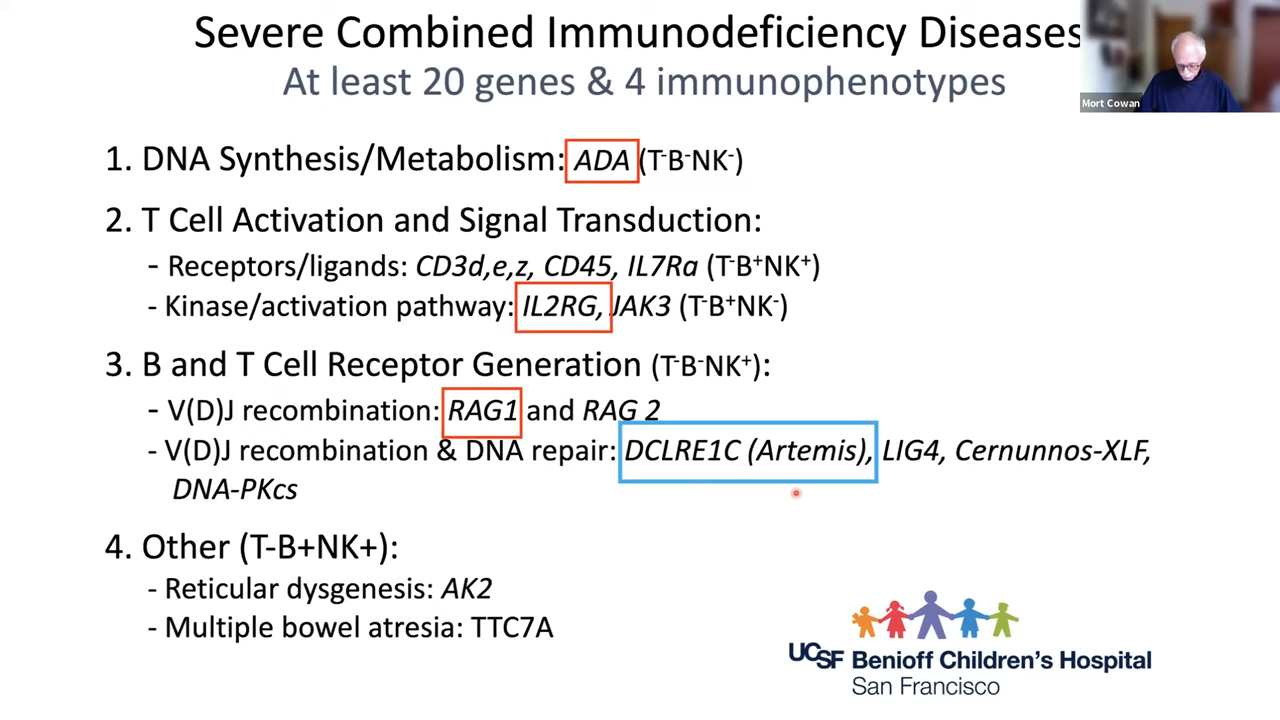 Severe Combined Immunodeficiency Diseases
At least 20 genes & 4 immunophenotypes
Mort Cowan
1. DNA Synthesis/Metabolism: ADA (T-B-NK-)
2. T Cell Activation and Signal Transduction:
- Receptors/ligands: CD3d,e,z, CD45, IL7Ra (T-B+NK+)
- Kinase/activation pathway: IL2RG, JAK3 (T-B+NK-)
3. B and T Cell Receptor Generation (T-B-NK+):
- V(D)J recombination: RAG1 and RAG 2
- V(D)J recombination & DNA repair: DCLRE1C (Artemis), LIG4, Cernunnos-XLF,
DNA-PKcs
4. Other (T-B+NK+):
- Reticular dysgenesis: AK2
- Multiple bowel atresia: TTC7A
UCSF Benioff Children's Hospital
San Francisco